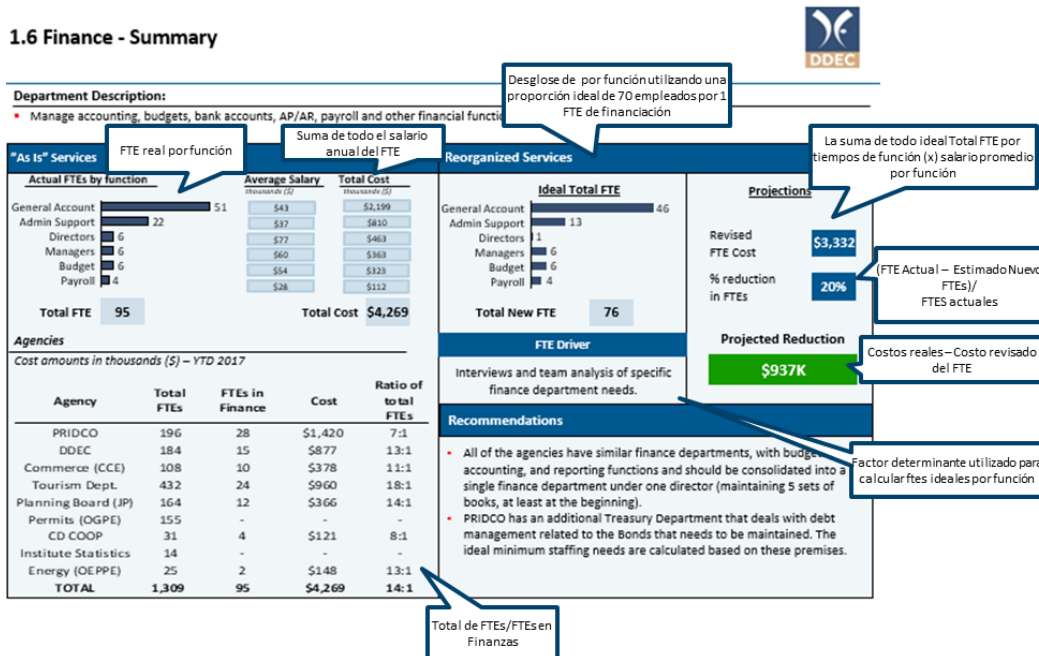 1.6 Finance - Summary
DDEC
Department Description:
Manage accounting, budgets, bank accounts, AP/AR, payroll and other financial
Desglose de por función utilizando una
proporción ideal de 70 empleados por 1
FTE de financiación
FTE real por función
Suma de todo el salario
anual del FTE
La suma de todo ideal Total FTE por
tiempos de función (x) salario promedio
por función
"As Is" Services
Reorganized Services
Actual FTEs by function
Average Salary
thousands ($)
Total Cost
thousands ($)
General Account 51 $43 $2,199
Admin Support 22 $37 $810
Directors 6 $77 $463
Managers 6 $60 $363
Budget 6 $54 $323
Payroll 4 $28 $112
Total FTE 95
Total Cost $4,269
Ideal Total FTE
General Account 46
Admin Support 13
Directors 1
Managers 6
Budget 6
Payroll 4
Total New FTE 76
Projections
Revised
FTE Cost
$3,332
% reduction
in FTEs
20%
(FTE Actual – Estimado Nuevo
FTEs)/
FTES actuales
Projected Reduction
$937K
Costos reales – Costo revisado
del FTE
FTE Driver
Interviews and team analysis of specific
finance department needs.
Agencies
Cost amounts in thousands ($) – YTD 2017
Agency Total FTEs FTEs in Finance Cost Ratio of total FTEs
PRIDCO 196 28 $1,420 7:1
DDEC 184 15 $877 13:1
Commerce (CCE) 108 10 $378 11:1
Tourism Dept. 432 24 $960 18:1
Planning Board (JP) 164 12 $366 14:1
Permits (OGPE) 155 - - -
CD COOP 31 4 $121 8:1
Institute Statistics 14 - - -
Energy (OEPPE) 25 2 $148 13:1
TOTAL 1,309 95 $4,269 14:1
Recommendations
All of the agencies have similar finance departments, with
accounting, and reporting functions and should be consolidated into a
single finance department under one director (maintaining 5 sets of
books, at least at the beginning).
PRIDCO has an additional Treasury Department that deals with debt
management related to the Bonds that needs to be maintained. The
ideal minimum staffing needs are calculated based on these premises.
Factor determinante utilizado para
calcular ftes ideales por función
Total de FTEs/FTEs en
Finanzas